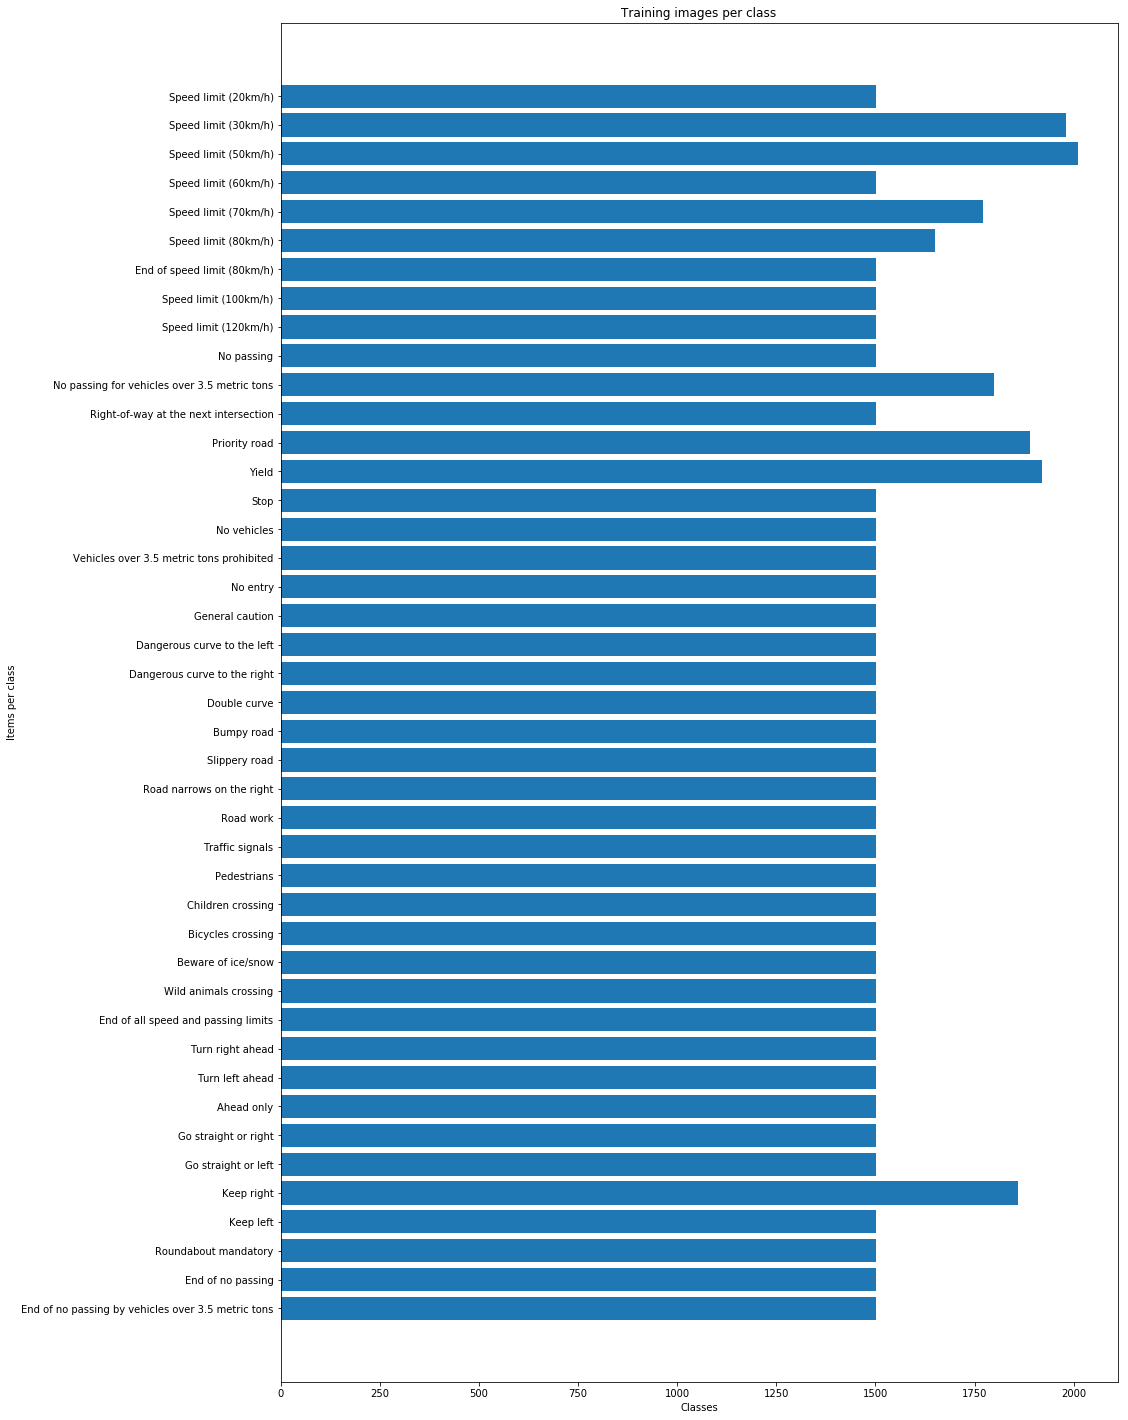 Training images per class
Speed limit (20km/h)
Speed limit (30km/h)
Speed limit (50km/h)
Speed limit (60km/h)
Speed limit (70km/h)
Speed limit (80km/h)
End of speed limit (80km/h)
Speed limit (100km/h)
Speed limit (120km/h)
No passing
No passing for vehicles over 3.5 metric tons
Right-of-way at the next intersection
Priority road
Yield
Stop
No vehicles
Vehicles over 3.5 metric tons prohibited
No entry
General caution
Dangerous curve to the left
Dangerous curve to the right
Double curve
Bumpy road
Slippery road
Road narrows on the right
Road work
Traffic signals
Pedestrians
Children crossing
Bicycles crossing
Beware of ice/snow
Wild animals crossing
End of all speed and passing limits
Turn right ahead
Turn left ahead
Ahead only
Go straight or right
Go straight or left
Keep right
Keep left
Roundabout mandatory
End of no passing
End of no passing by vehicles over 3.5 metric tons
Items per class
0 250 500 750 1000 1250 1500 1750 2000
Classes